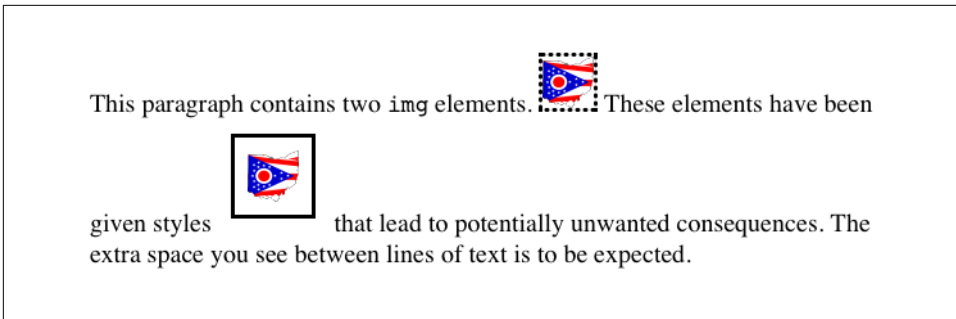 This paragraph contains two img elements. These elements have been
given styles that lead to potentially unwanted consequences. The
extra space you see between lines of text is to be expected.